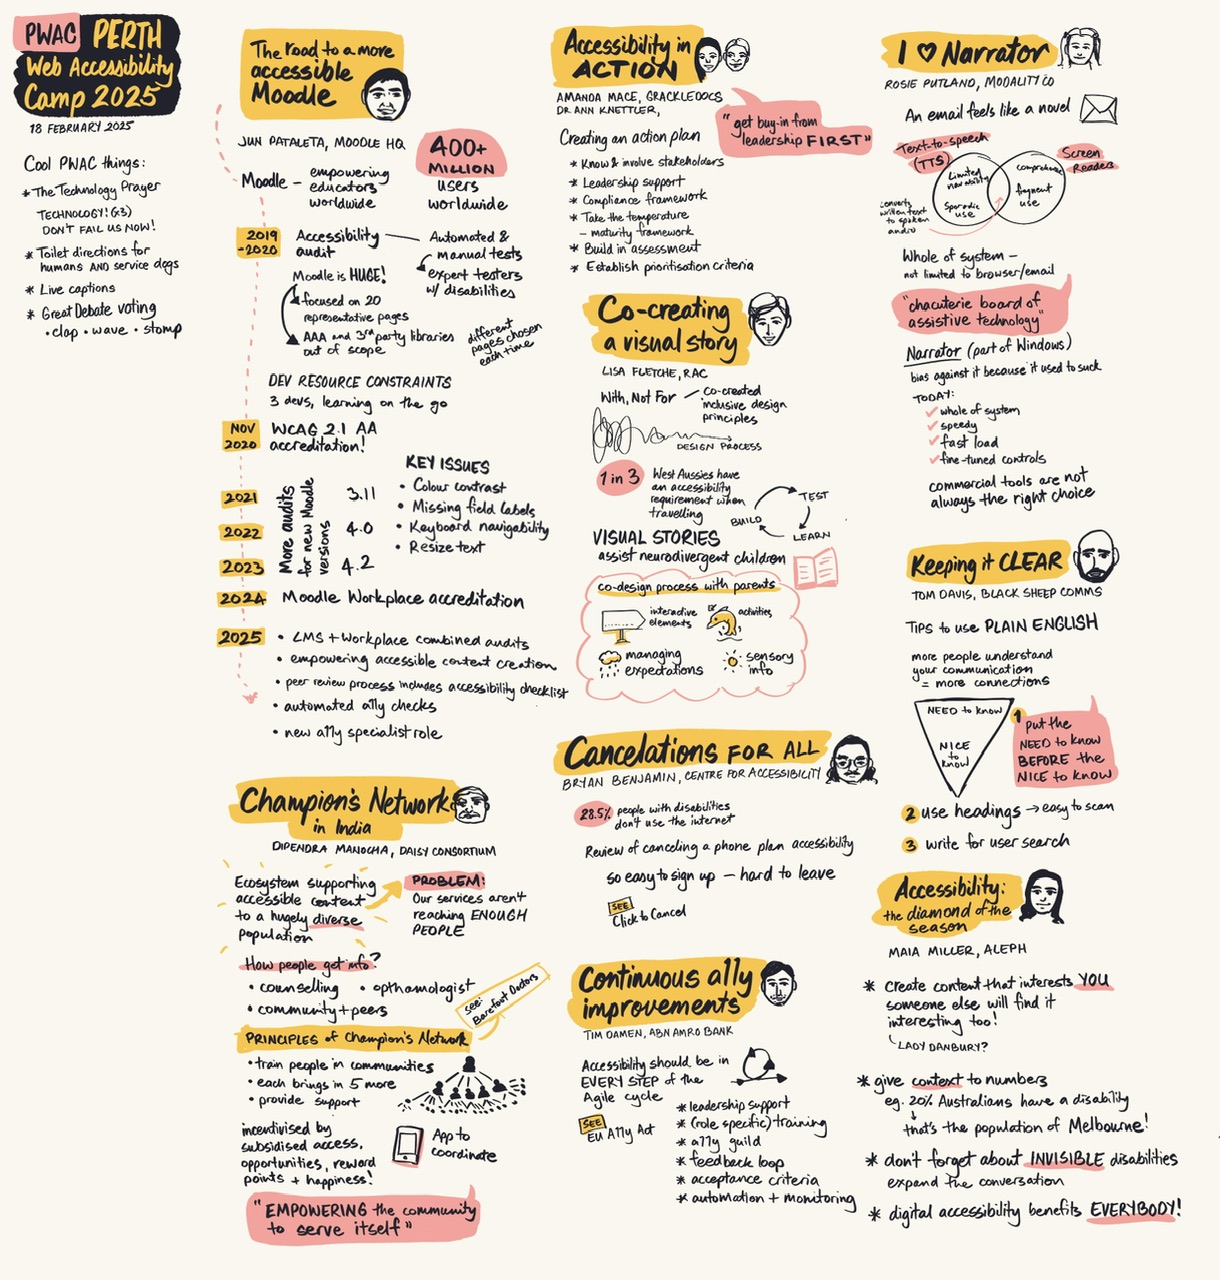 PWAC PERTH
Web Accessibility
Camp 2025
18 FEBRUARY 2025
Cool PWAC things:
* The Technology Prayer
TECHNOLOGY! (x3)
DON'T FAIL US NOW!
* Toilet directions for
humans AND service dogs
* Live captions
* Great Debate voting
• clap • wave • stomp
The road to a more
accessible
Moodle
JUN PATALETA, MOODLE HQ
400+
MILLION
users
worldwide
Moodle – empowering
educators
worldwide
2019
-2020
Accessibility
audit
Automated &
manual tests
expert testers
w/ disabilities
Moodle is HUGE!
focused on 20
representative pages
AAA and 3rd party libraries
out of scope
different
pages chosen
each time
DEV RESOURCE CONSTRAINTS
3 devs, learning on the go
NOV
2020
WCAG 2.1 AA
accreditation!
2021
2022
2023
More audits
for new Moodle
versions
3.11
4.0
4.2
KEY ISSUES
• Colour contrast
• Missing field labels
• Keyboard navigability
• Resize text
2024 Moodle Workplace accreditation
2025
• LMS + Workplace combined audits
• empowering accessible content creation
• peer review process includes accessibility checklist
• automated a11y checks
• new a11y specialist role
Champion's Network
in India
DIPENDRA MANOCHA, DAISY CONSORTIUM
Ecosystem supporting
accessible content
to a hugely diverse
population
PROBLEM:
Our services aren't
reaching ENOUGH
PEOPLE
How people get info?
• counselling • opthamologist
• community + peers
see:
Barefoot Doctors
PRINCIPLES of Champion's Network
• train people in communities
• each brings in 5 more
• provide support
incentivised by
subsidised access,
opportunities, reward
points + happiness!
App to
coordinate
"EMPOWERING the community
to serve itself"
Accessibility in
ACTION
AMANDA MACE, GRACKLEDOCS
DR ANN KNETTLER,
"get buy-in from
leadership FIRST"
Creating an action plan
* Know & involve stakeholders
* Leadership support
* Compliance framework
* Take the temperature
– maturity framework
* Build in assessment
* Establish prioritisation criteria
Co-creating
a visual story
LISA FLETCHE, RAC
With, Not For – co-created
inclusive design
principles
DESIGN PROCESS
1 in 3
West Aussies have
an accessibility
requirement when
travelling
TEST
BUILD
LEARN
VISUAL STORIES
assist neurodivergent children
co-design process with parents
interactive
elements
activities
managing
expectations
sensory
info
Cancelations FOR ALL
BRYAN BENJAMIN, CENTRE FOR ACCESSIBILITY
28.5% people with disabilities
don't use the internet
Review of canceling a phone plan accessibility
so easy to sign up – hard to leave
SEE
Click to Cancel
Continuous a11y
improvements
TIM DAMEN, ABN AMRO BANK
Accessibility should be in
EVERY STEP of the
Agile cycle
SEE
EU A11y Act
* leadership support
* (role specific) training
* a11y guild
* feedback loop
* acceptance criteria
* automation + monitoring
I ♡ Narrator
ROSIE PUTLAND, MODALITY CO
An email feels like a novel
Text-to-speech
(TTS)
Screen
Reader
Limited
navability
Sporadic
use
comprehense
frequent
use
converts
written text
to spoken
audio
Whole of system –
not limited to browser/email
"chacuterie board of
assistive technology"
Narrator (part of Windows)
bias against it because it used to suck
TODAY:
✓ whole of system
✓ speedy
✓ fast load
✓ fine-tuned controls
commercial tools are not
always the right choice
Keeping it CLEAR
TOM DAVIS, BLACK SHEEP COMMS
TIPS to use PLAIN ENGLISH
more people understand
your communication
= more connections
NEED to know
NICE
to
know
1 put the
NEED to know
BEFORE the
NICE to know
2 use headings → easy to scan
3 write for user search
Accessibility:
the diamond of the
season
MAIA MILLER, ALEPH
* create content that interests YOU
someone else will find it
interesting too!
LADY DANBURY?
* give context to numbers
eg. 20% Australians have a disability
that's the population of Melbourne!
* don't forget about INVISIBLE disabilities
expand the conversation
* digital accessibility benefits EVERYBODY!